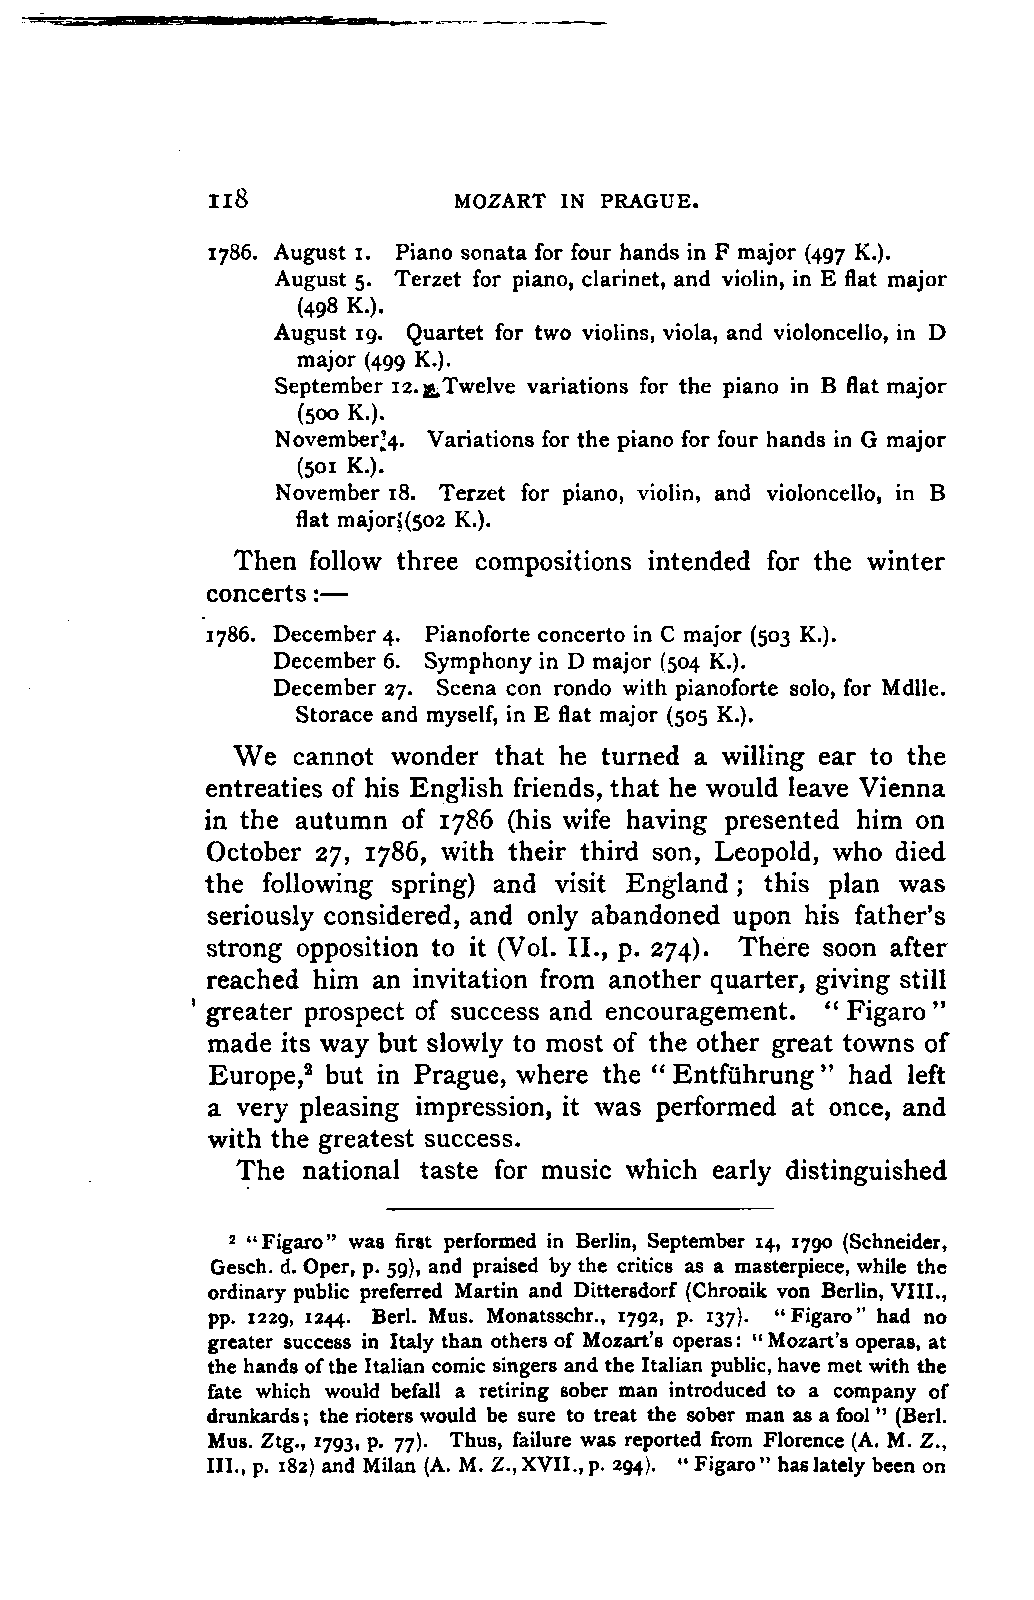 118 MOZART IN PRAGUE.
1786. August 1. Piano sonata for four hands in F major (497 K.).
August 5. Terzet for piano, clarinet, and violin, in E flat major
(498 K.).
August 19. Quartet for two violins, viola, and violoncello, in D
major (499 K.).
September 12. Twelve variations for the piano in B flat major
(500 K.).
November 4. Variations for the piano for four hands in G major
(501 K.).
November 18. Terzet for piano, violin, and violoncello, in B
flat major (502 K.).
Then follow three compositions intended for the winter
concerts :—
1786. December 4. Pianoforte concerto in C major (503 K.).
December 6. Symphony in D major (504 K.).
December 27. Scena con rondo with pianoforte solo, for Mdlle.
Storace and myself, in E flat major (505 K.).
We cannot wonder that he turned a willing ear to the
entreaties of his English friends, that he would leave Vienna
in the autumn of 1786 (his wife having presented him on
October 27, 1786, with their third son, Leopold, who died
the following spring) and visit England ; this plan was
seriously considered, and only abandoned upon his father's
strong opposition to it (Vol. II., p. 274). There soon after
reached him an invitation from another quarter, giving still
greater prospect of success and encouragement. "Figaro"
made its way but slowly to most of the other great towns of
Europe,² but in Prague, where the "Entführung" had left
a very pleasing impression, it was performed at once, and
with the greatest success.
The national taste for music which early distinguished
² "Figaro" was first performed in Berlin, September 14, 1790 (Schneider,
Gesch. d. Oper, p. 59), and praised by the critics as a masterpiece, while the
ordinary public preferred Martin and Dittersdorf (Chronik von Berlin, VIII.,
pp. 1229, 1244. Berl. Mus. Monatsschr., 1792, p. 137). "Figaro" had no
greater success in Italy than others of Mozart's operas: "Mozart's operas, at
the hands of the Italian comic singers and the Italian public, have met with the
fate which would befall a retiring sober man introduced to a company of
drunkards; the rioters would be sure to treat the sober man as a fool" (Berl.
Mus. Ztg., 1793, p. 77). Thus, failure was reported from Florence (A. M. Z.,
III., p. 182) and Milan (A. M. Z., XVII., p. 294). "Figaro" has lately been on